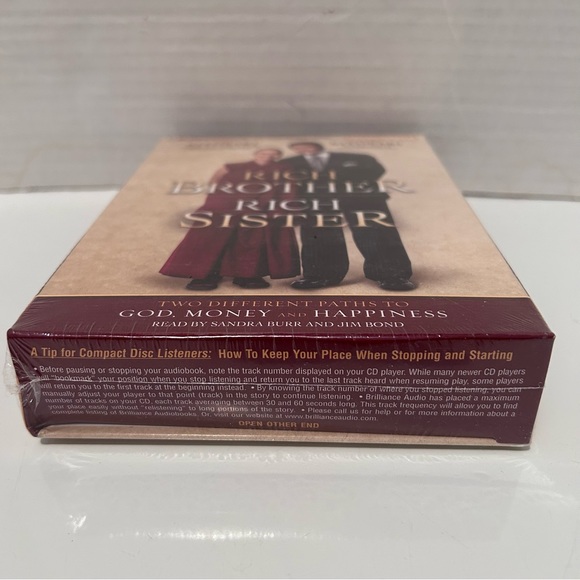 RICH
BROTHER
RICH
SISTER
TWO DIFFERENT PATHS TO
GOD, MONEY AND HAPPINESS
READ BY SANDRA BURR AND JIM BOND
A Tip for Compact Disc Listeners: How To Keep Your Place When Stopping and Starting
• Before pausing or stopping your audiobook, note the track number displayed on your CD player. While many newer CD players
will "bookmark" your position when you stop listening and return you to the last track heard when resuming play, some players
will return you to the first track at the beginning instead. • By knowing the track number of where you stopped listening, you can
manually adjust your player to that point (track) in the story to continue listening. • Brilliance Audio has placed a maximum
number of tracks on your CD, each track averaging between 30 and 60 seconds long. This track frequency will allow you to find
your place easily without "relistening" to long portions of the story. • Please call us for help or for more information about a
complete listing of Brilliance Audiobooks. Or, visit our website at www.brillianceaudio.com.
OPEN OTHER END